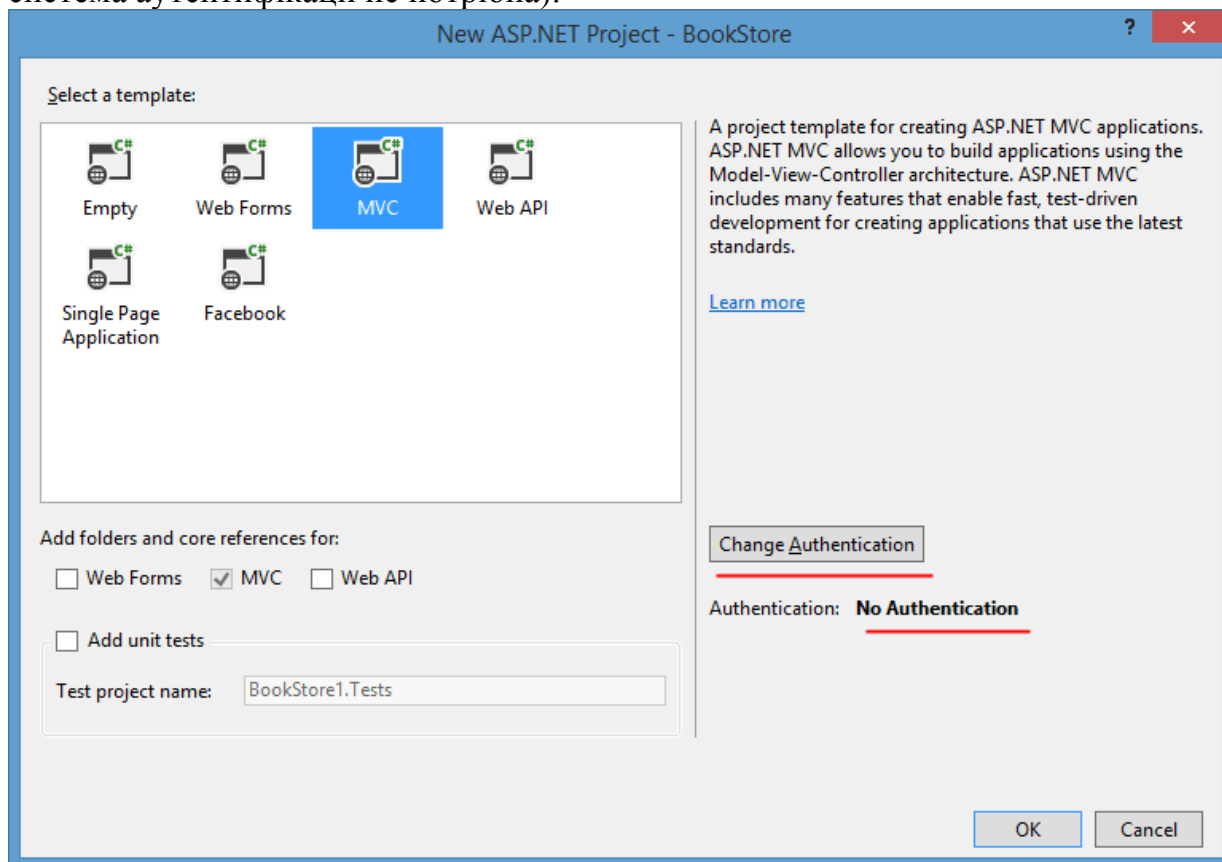 система аутентифікації не потрібна).
New ASP.NET Project - BookStore
?
Select a template:
Empty
Web Forms
MVC
Web API
Single Page
Application
Facebook
A project template for creating ASP.NET MVC applications.
ASP.NET MVC allows you to build applications using the
Model-View-Controller architecture. ASP.NET MVC
includes many features that enable fast, test-driven
development for creating applications that use the latest
standards.
Learn more
Add folders and core references for:
Web Forms
MVC
Web API
Add unit tests
Test project name:
BookStore1.Tests
Change Authentication
Authentication: No Authentication
OK
Cancel